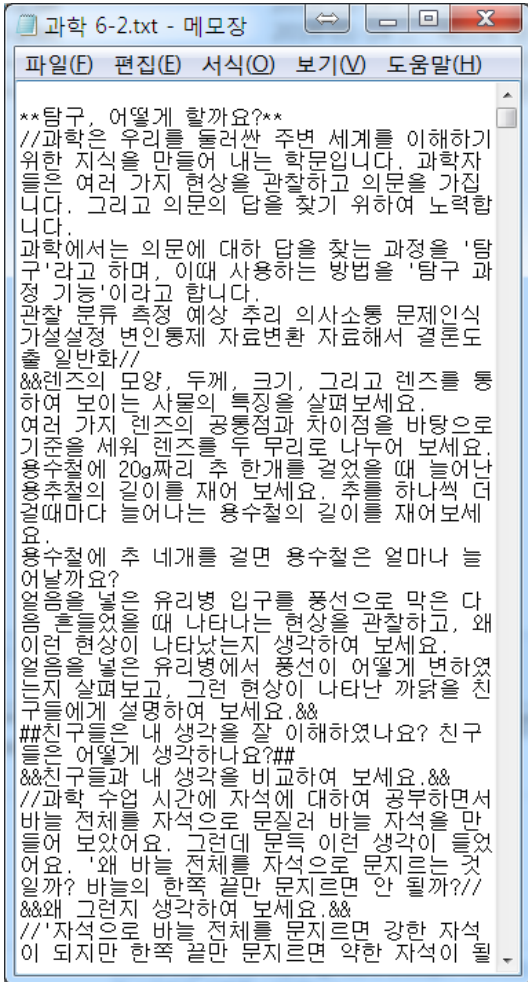 과학 6-2.txt - 메모장
파일(F) 편집(E) 서식(O) 보기(V) 도움말(H)
**탐구, 어떻게 할까요?**
//과학은 우리를 둘러싼 주변 세계를 이해하기
위한 지식을 만들어 내는 학문입니다. 과학자
들은 여러 가지 현상을 관찰하고 의문을 가집
니다. 그리고 의문의 답을 찾기 위하여 노력합
니다.
과학에서는 의문에 대하 답을 찾는 과정을 '탐
구'라고 하며, 이때 사용하는 방법을 '탐구 과
정 기능'이라고 합니다.
관찰 분류 측정 예상 추리 의사소통 문제인식
가설설정 변인통제 자료변환 자료해서 결론도
출 일반화//
&&렌즈의 모양, 두께, 크기, 그리고 렌즈를 통
하여 보이는 사물의 특징을 살펴보세요.
여러 가지 렌즈의 공통점과 차이점을 바탕으로
기준을 세워 렌즈를 두 무리로 나누어 보세요.
용수철에 20g짜리 추 한개를 걸었을 때 늘어난
용추철의 길이를 재어 보세요. 추를 하나씩 더
걸때마다 늘어나는 용수철의 길이를 재어보세
요.
용수철에 추 네개를 걸면 용수철은 얼마나 늘
어날까요?
얼음을 넣은 유리병 입구를 풍선으로 막은 다
음 흔들었을 때 나타나는 현상을 관찰하고, 왜
이런 현상이 나타났는지 생각하여 보세요.
얼음을 넣은 유리병에서 풍선이 어떻게 변하였
는지 살펴보고, 그런 현상이 나타난 까닭을 친
구들에게 설명하여 보세요.&&
##친구들은 내 생각을 잘 이해하였나요? 친구
들은 어떻게 생각하나요?##
&&친구들과 내 생각을 비교하여 보세요.&&
//과학 수업 시간에 자석에 대하여 공부하면서
바늘 전체를 자석으로 문질러 바늘 자석을 만
들어 보았어요. 그런데 문득 이런 생각이 들었
어요. '왜 바늘 전체를 자석으로 문지르는 것
일까? 바늘의 한쪽 끝만 문지르면 안 될까?//
&&왜 그런지 생각하여 보세요.&&
//'자석으로 바늘 전체를 문지르면 강한 자석
이 되지만 한쪽 끝만 문지르면 약한 자석이 될